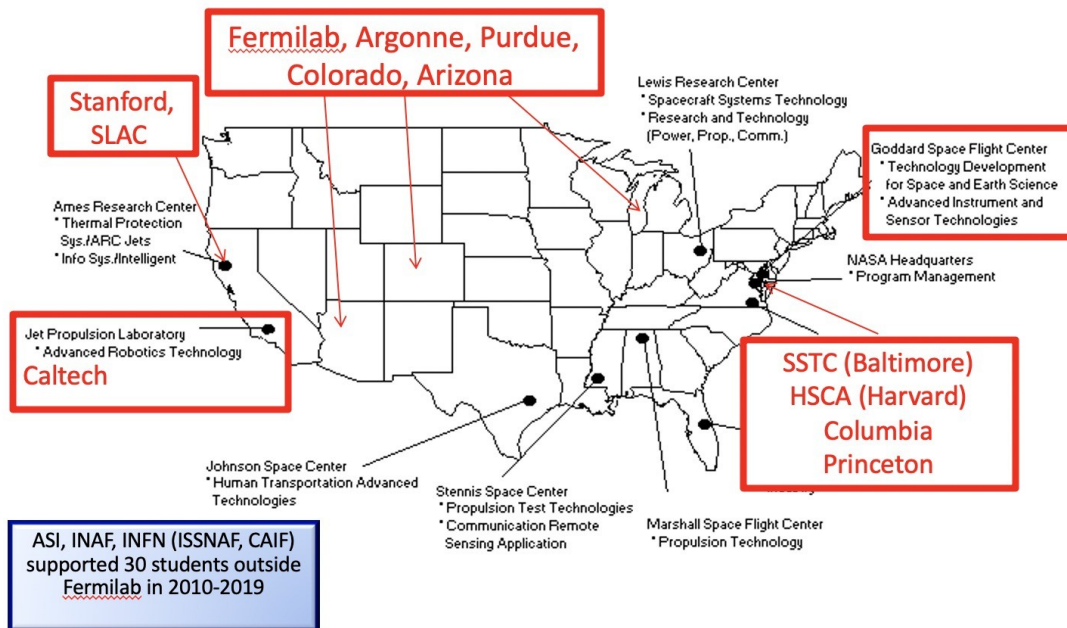 Fermilab, Argonne, Purdue,
Colorado, Arizona
Stanford,
SLAC
Lewis Research Center
* Spacecraft Systems Technology
* Research and Technology
(Power, Prop., Comm.)
Goddard Space Flight Center
* Technology Development
for Space and Earth Science
* Advanced Instrument and
Sensor Technologies
Ames Research Center
* Thermal Protection
Sys./ARC Jets
* Info Sys./Intelligent
NASA Headquarters
* Program Management
Jet Propulsion Laboratory
* Advanced Robotics Technology
Caltech
SSTC (Baltimore)
HSCA (Harvard)
Columbia
Princeton
Johnson Space Center
* Human Transportation Advanced
Technologies
Stennis Space Center
* Propulsion Test Technologies
* Communication Remote
Sensing Application
Marshall Space Flight Center
* Propulsion Technology
ASI, INAF, INFN (ISSNAF, CAIF)
supported 30 students outside
Fermilab in 2010-2019